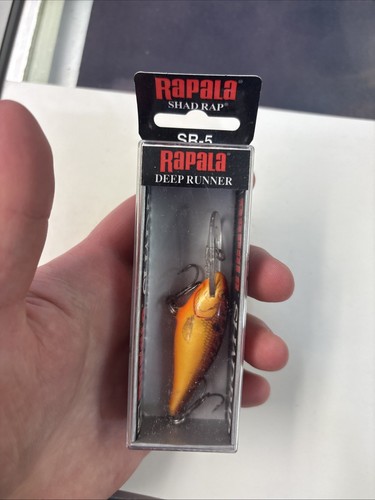 RAPALA
SHAD RAP®
SR-5
RAPALA
DEEP RUNNER